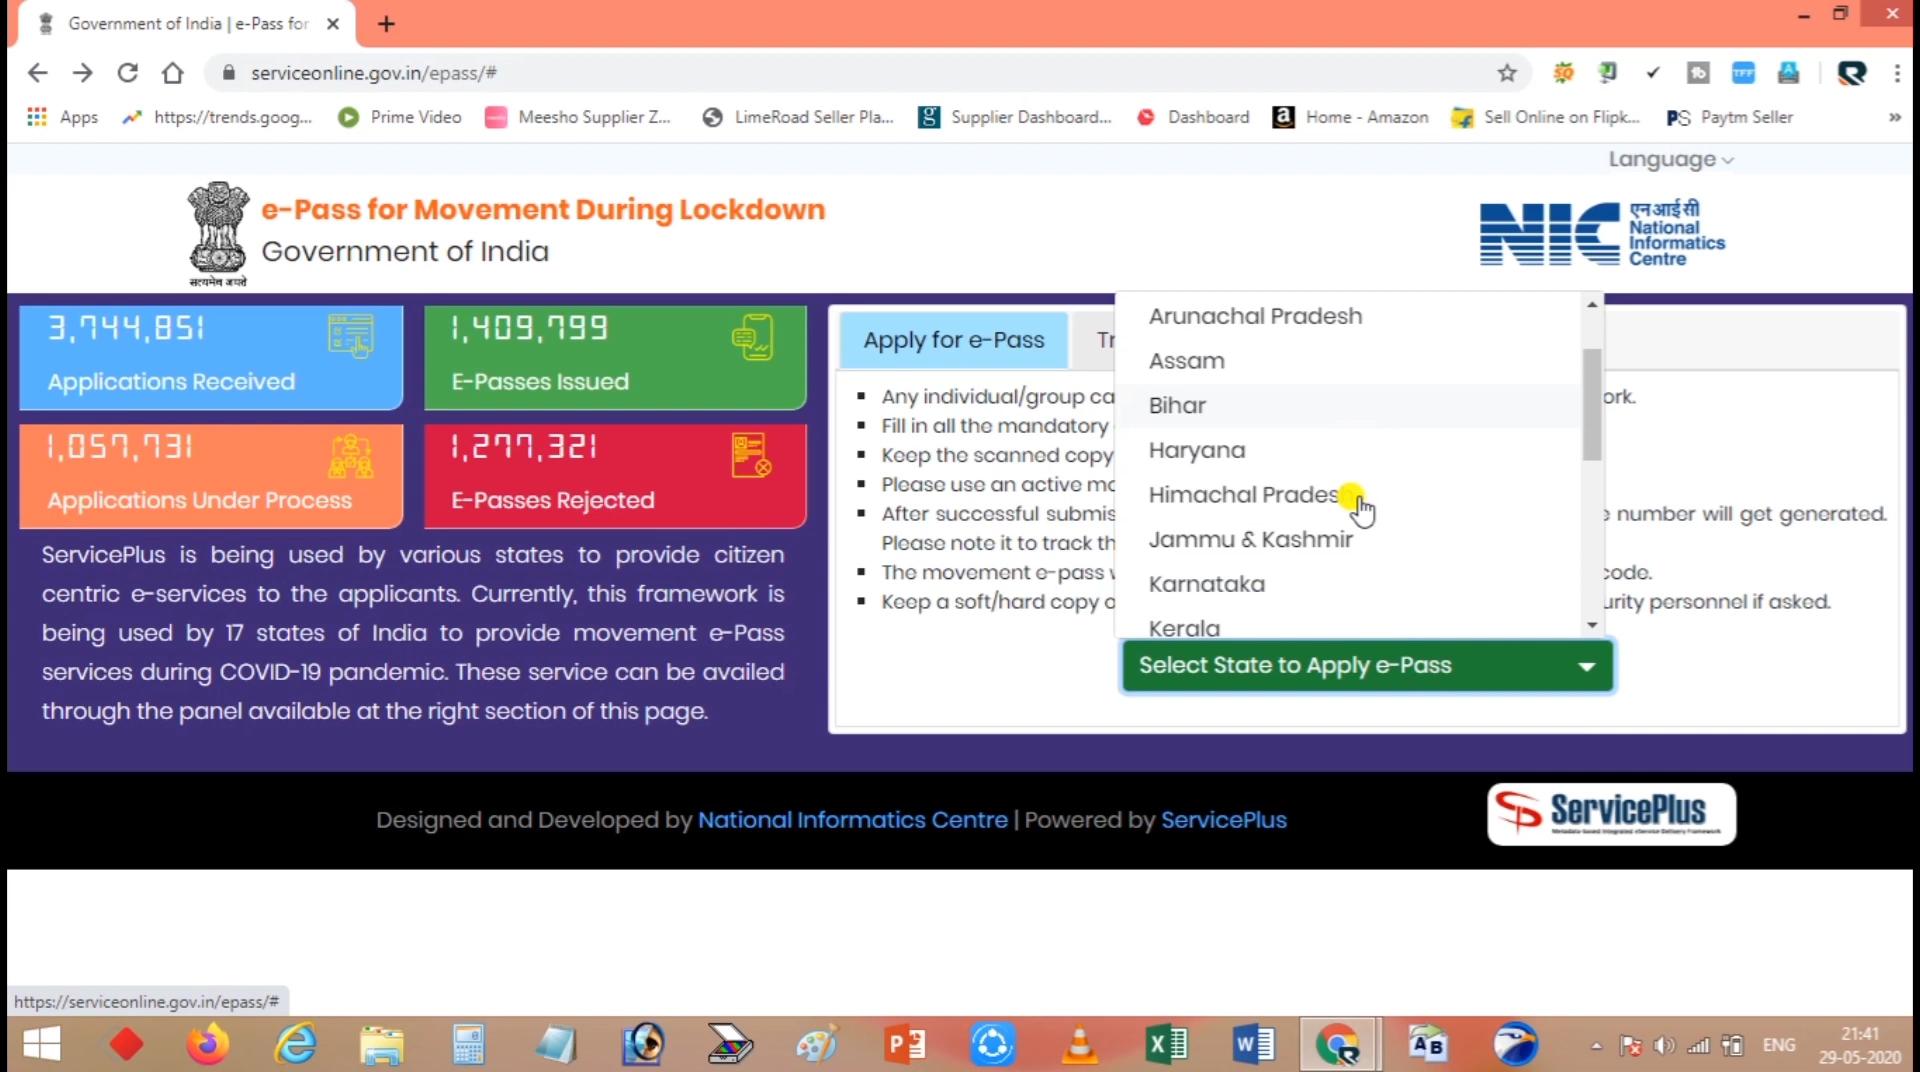 Government of India | e-Pass for
serviceonline.gov.in/epass/#
Apps
https://trends.goog...
Prime Video
Meesho Supplier Z...
LimeRoad Seller Pla...
Supplier Dashboard...
Dashboard
Home - Amazon
Sell Online on Flipk...
Paytm Seller
Language
e-Pass for Movement During Lockdown
Government of India
सत्यमेव जयते
NIC
एन आई सी
National
Informatics
Centre
3,744,851
Applications Received
1,409,799
E-Passes Issued
1,057,731
Applications Under Process
1,277,321
E-Passes Rejected
ServicePlus is being used by various states to provide citizen
centric e-services to the applicants. Currently, this framework is
being used by 17 states of India to provide movement e-Pass
services during COVID-19 pandemic. These service can be availed
through the panel available at the right section of this page.
Apply for e-Pass
Tr
Any individual/group ca
ork.
Fill in all the mandatory
Keep the scanned copy
Please use an active mo
After successful submis
number will get generated.
Please note it to track th
The movement e-pass
code.
Keep a soft/hard copy o
urity personnel if asked.
Arunachal Pradesh
Assam
Bihar
Haryana
Himachal Prades
Jammu & Kashmir
Karnataka
Kerala
Select State to Apply e-Pass
Designed and Developed by National Informatics Centre | Powered by ServicePlus
ServicePlus
https://serviceonline.gov.in/epass/#
ENG
21:41
29-05-2020